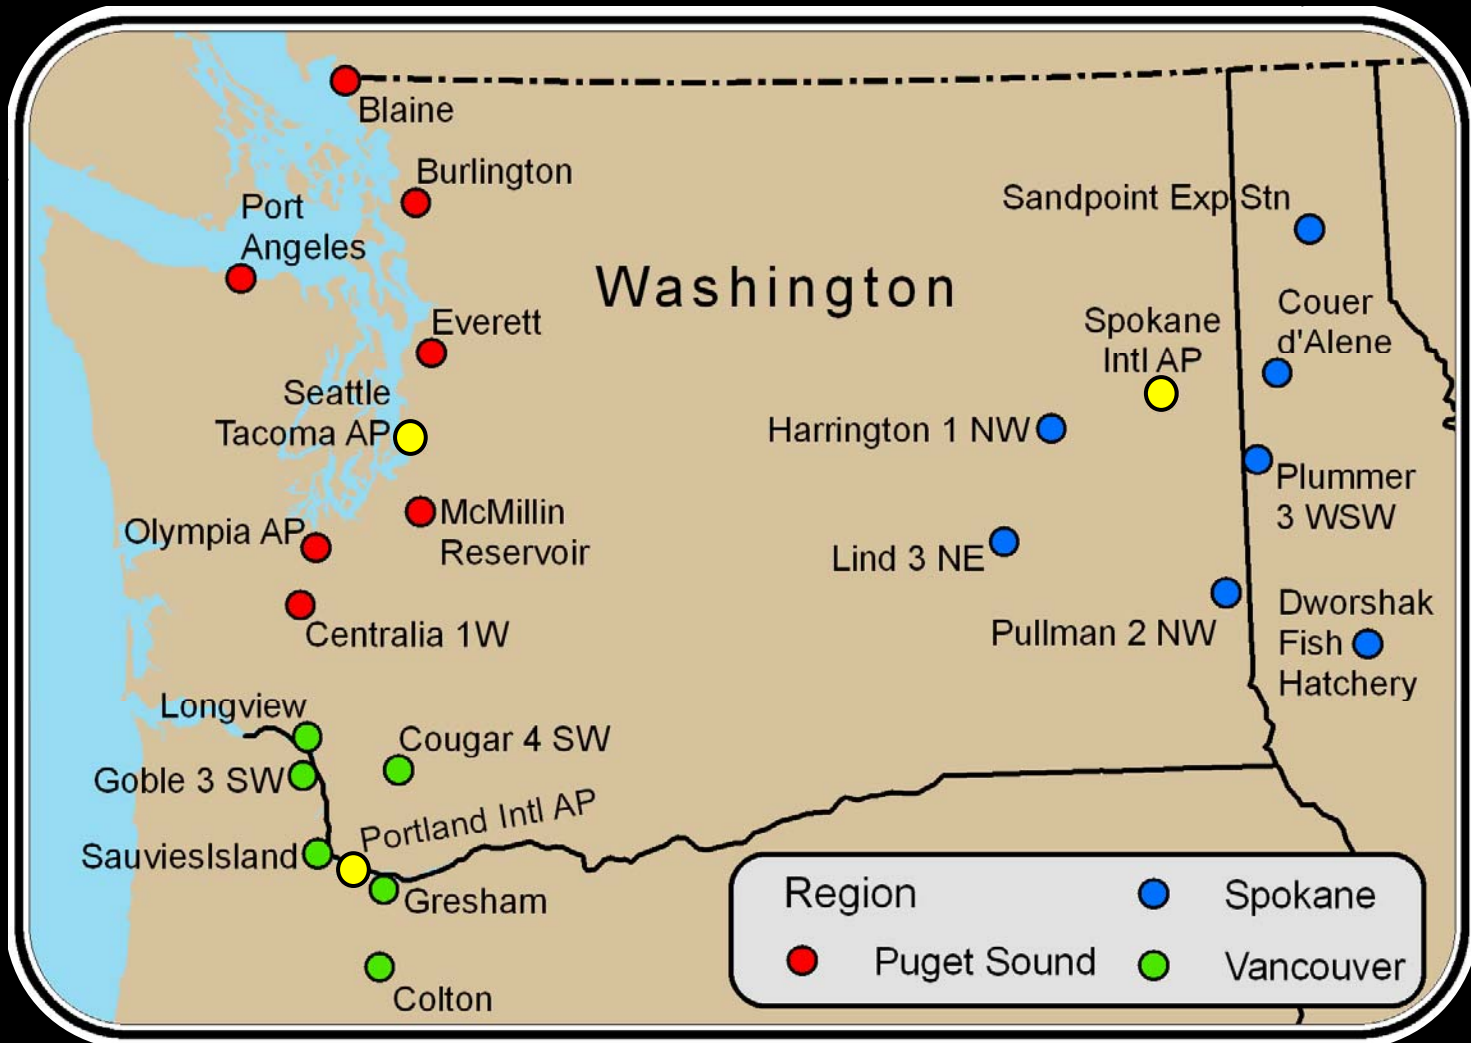 Blaine
Burlington
Port
Angeles
Sandpoint Exp Stn
Washington
Everett
Spokane
Intl AP
Couer
d'Alene
Seattle
Tacoma AP
Harrington 1 NW
Plummer
3 WSW
McMillin
Reservoir
Olympia AP
Lind 3 NE
Centralia 1W
Pullman 2 NW
Dworshak
Fish
Hatchery
Longview
Cougar 4 SW
Goble 3 SW
Portland Intl AP
SauviesIsland
Gresham
Colton
Region
Spokane
Puget Sound
Vancouver